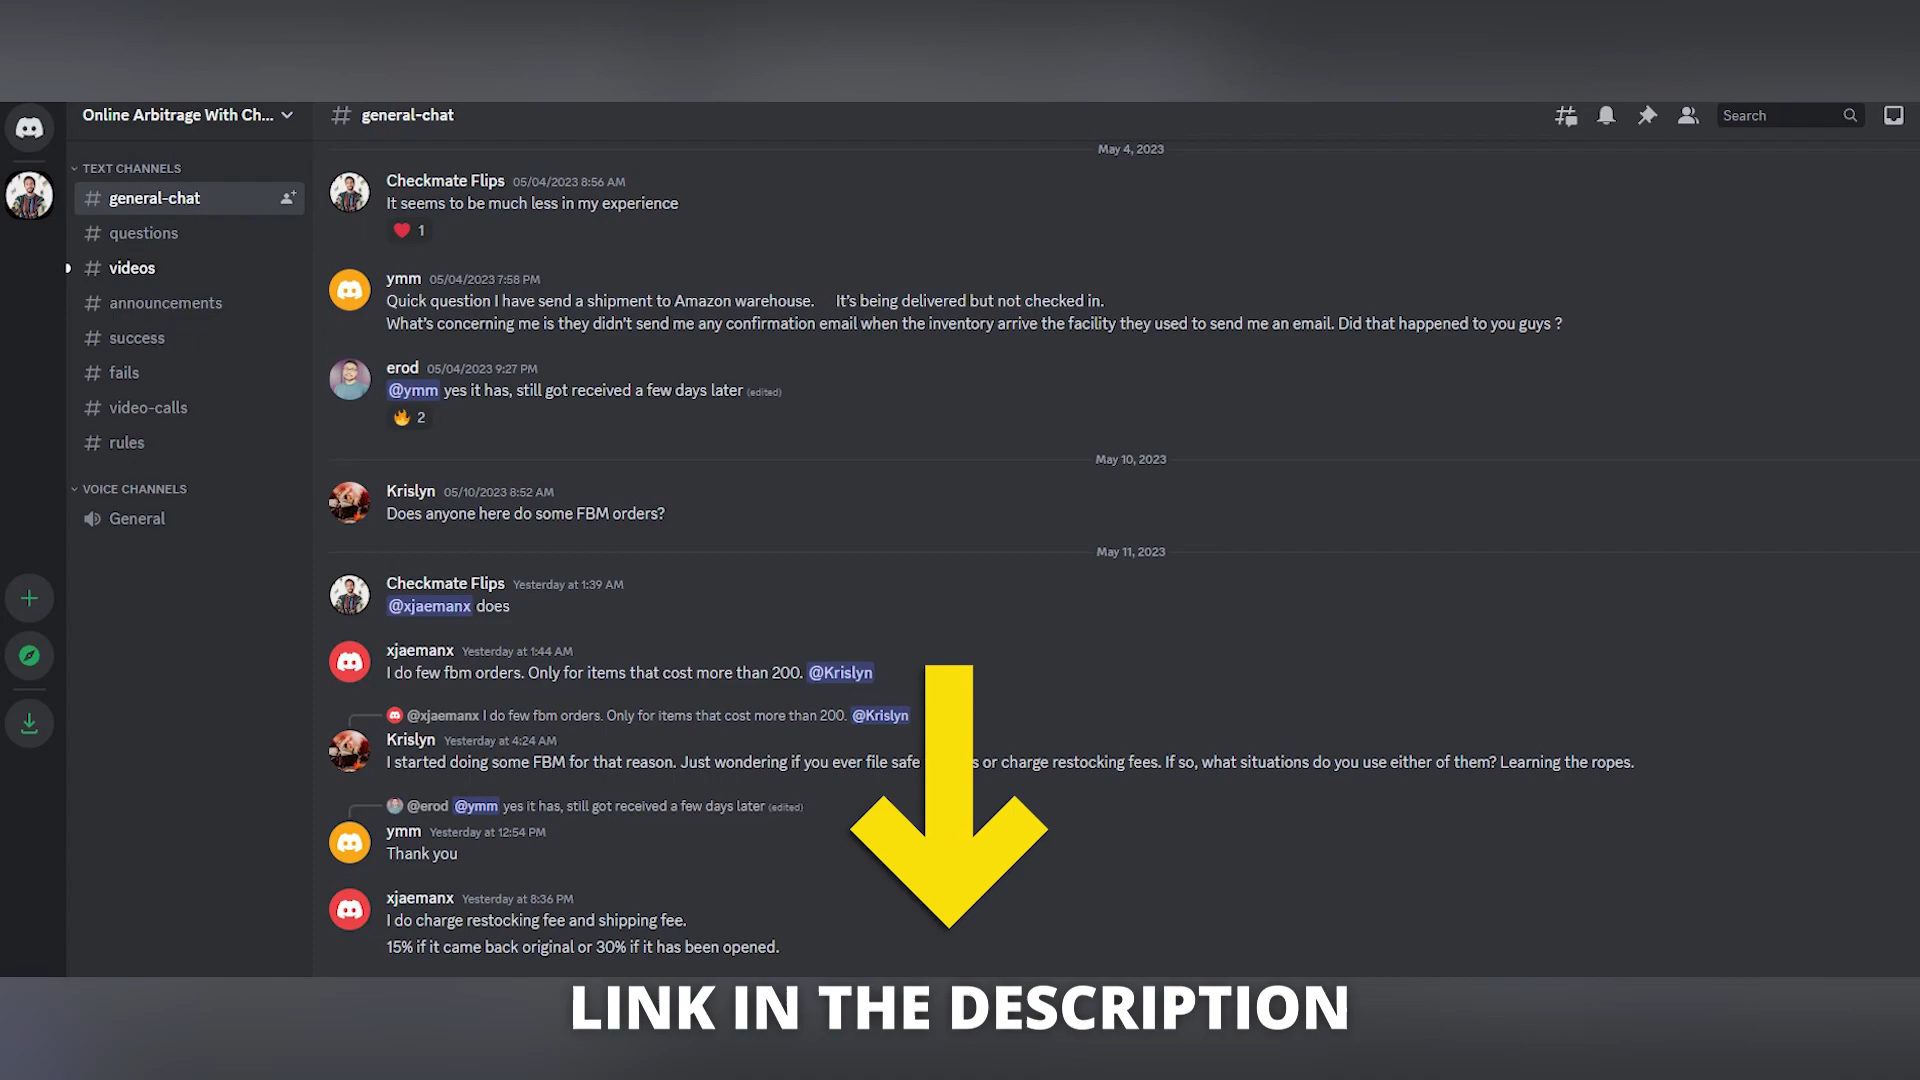 Online Arbitrage With Ch...
TEXT CHANNELS
general-chat
questions
videos
announcements
success
fails
video-calls
rules
VOICE CHANNELS
General
general-chat
Search
May 4, 2023
Checkmate Flips 05/04/2023 8:56 AM
It seems to be much less in my experience
1
ymm 05/04/2023 7:58 PM
Quick question I have send a shipment to Amazon warehouse. It's being delivered but not checked in.
What's concerning me is they didn't send me any confirmation email when the inventory arrive the facility they used to send me an email. Did that happened to you guys ?
erod 05/04/2023 9:27 PM
@ymm yes it has, still got received a few days later (edited)
2
May 10, 2023
Krislyn 05/10/2023 8:52 AM
Does anyone here do some FBM orders?
May 11, 2023
Checkmate Flips Yesterday at 1:39 AM
@xjaemanx does
xjaemanx Yesterday at 1:44 AM
I do few fbm orders. Only for items that cost more than 200. @Krislyn
@xjaemanx I do few fbm orders. Only for items that cost more than 200. @Krislyn
Krislyn Yesterday at 4:24 AM
I started doing some FBM for that reason. Just wondering if you ever file safe s or charge restocking fees. If so, what situations do you use either of them? Learning the ropes.
@erod @ymm yes it has, still got received a few days later (edited)
ymm Yesterday at 12:54 PM
Thank you
xjaemanx Yesterday at 8:36 PM
I do charge restocking fee and shipping fee.
15% if it came back original or 30% if it has been opened.
LINK IN THE DESCRIPTION